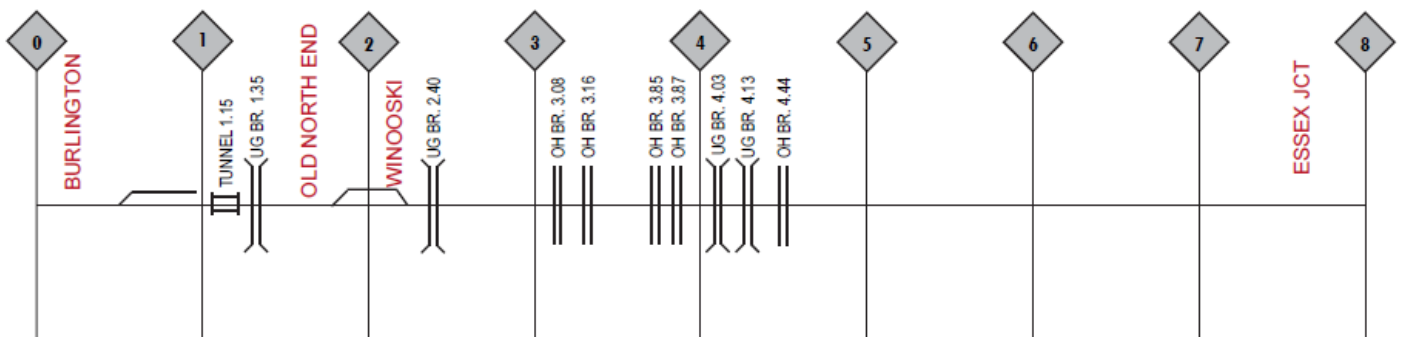 0
1
2
3
4
5
6
7
8
BURLINGTON
TUNNEL 1.15
UG BR. 1.35
OLD NORTH END
WINOOSKI
UG BR. 2.40
OH BR. 3.08
OH BR. 3.16
OH BR. 3.85
OH BR. 3.87
UG BR. 4.03
UG BR. 4.13
OH BR. 4.44
ESSEX JCT